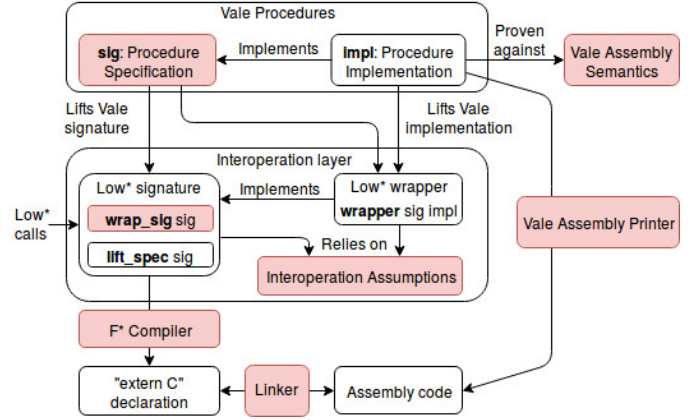 Vale Procedures
sig: Procedure
Specification
Implements
impl: Procedure
Implementation
Proven
against
Vale Assembly
Semantics
Lifts Vale
signature
Lifts Vale
implementation
Interoperation layer
Low* signature
wrap_sig sig
lift_spec sig
Implements
Low* wrapper
wrapper sig impl
Low*
calls
Relies on
Interoperation Assumptions
Vale Assembly Printer
F* Compiler
"extern C"
declaration
Linker
Assembly code